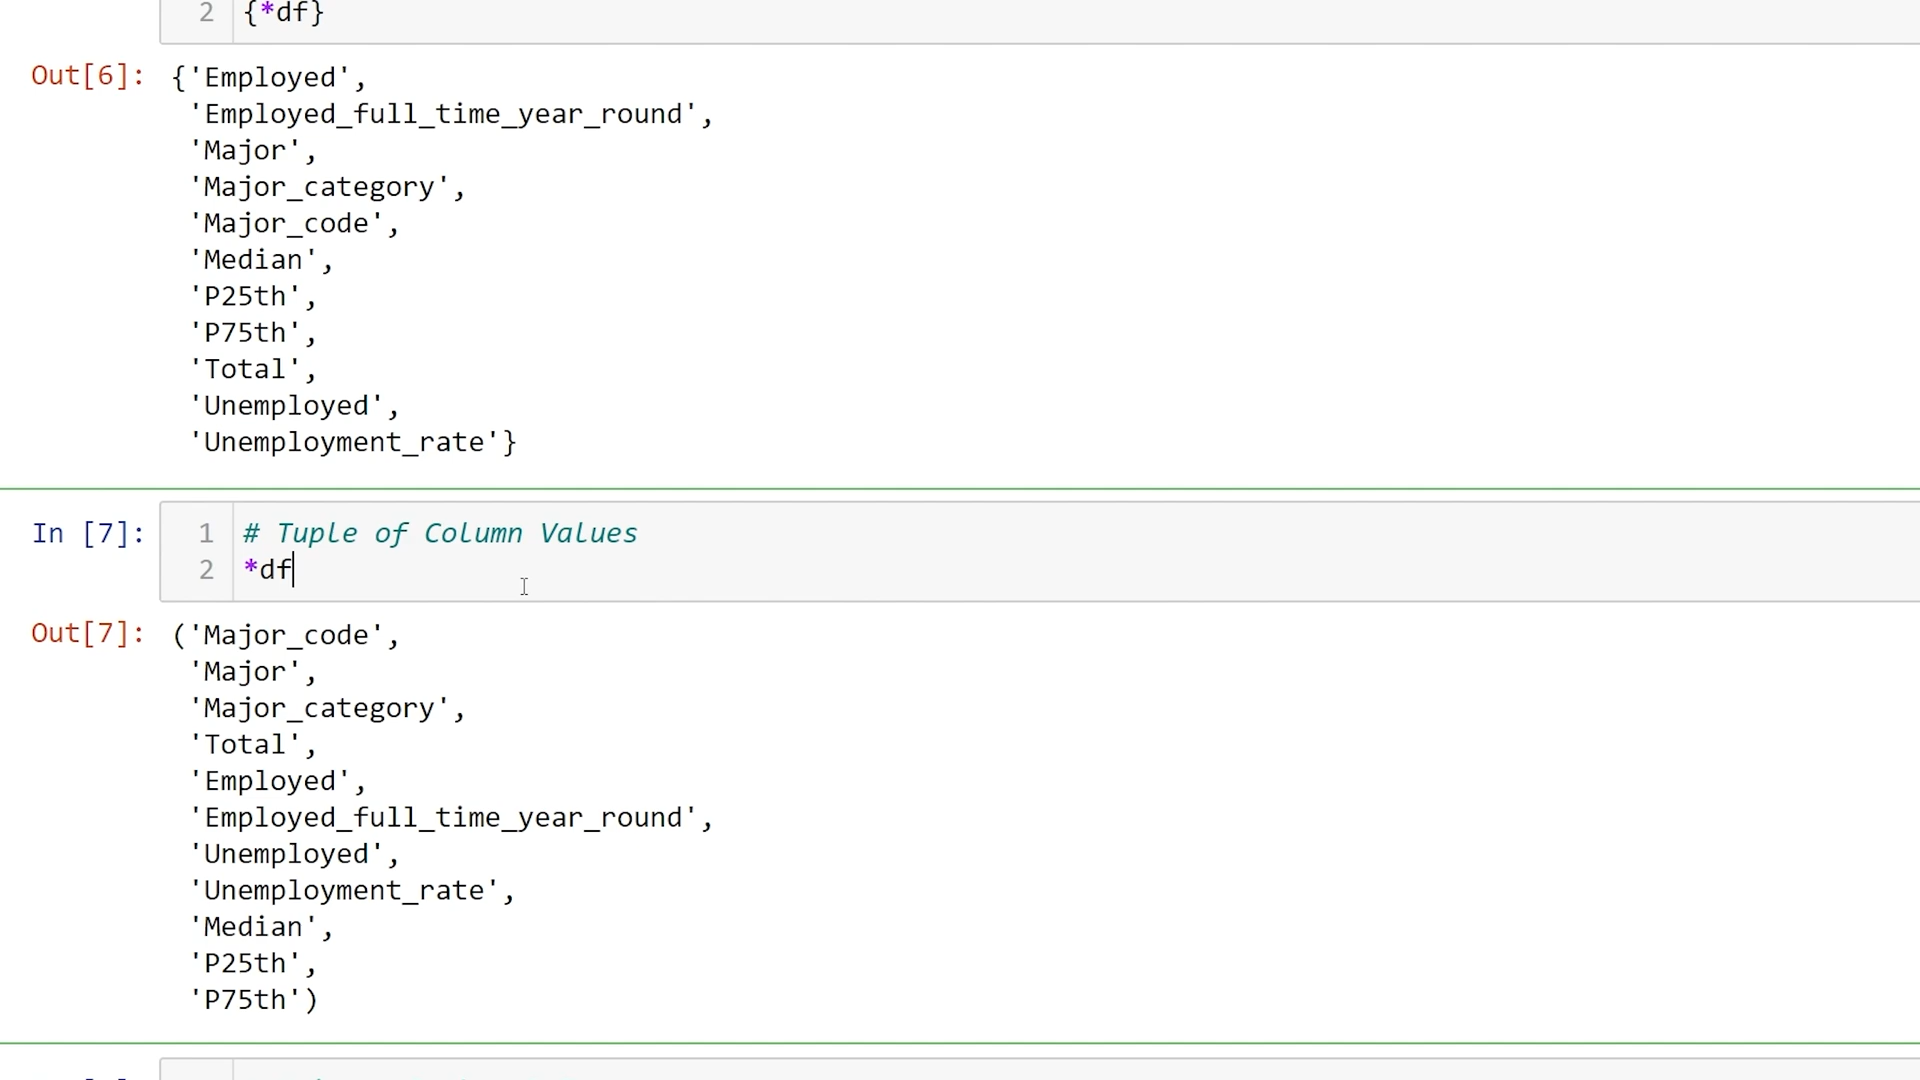 2 {*df}
Out[6]: {'Employed',
'Employed_full_time_year_round',
'Major',
'Major_category',
'Major_code',
'Median',
'P25th',
'P75th',
'Total',
'Unemployed',
'Unemployment_rate'}
In [7]: 1 # Tuple of Column Values
2 *df
Out[7]: ('Major_code',
'Major',
'Major_category',
'Total',
'Employed',
'Employed_full_time_year_round',
'Unemployed',
'Unemployment_rate',
'Median',
'P25th',
'P75th')